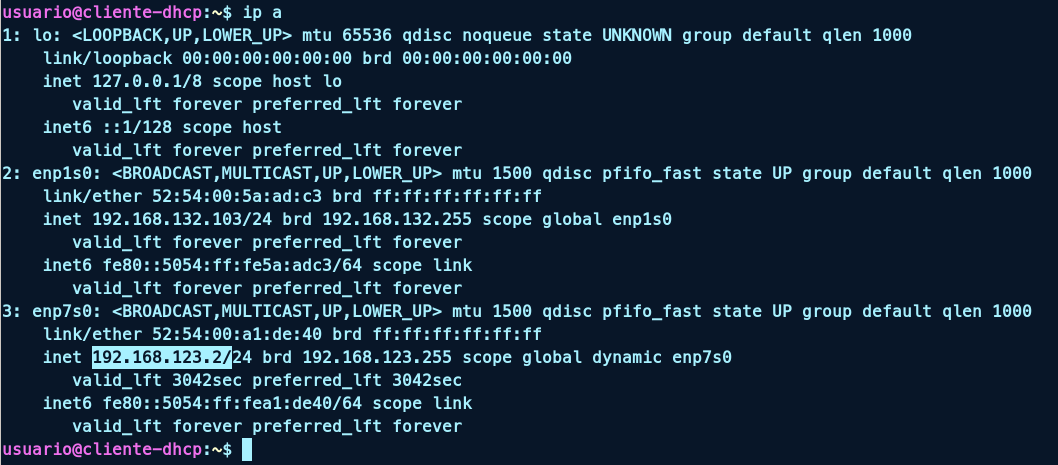 usuario@cliente-dhcp:~$ ip a
1: lo: <LOOPBACK,UP,LOWER_UP> mtu 65536 qdisc noqueue state UNKNOWN group default qlen 1000
    link/loopback 00:00:00:00:00:00 brd 00:00:00:00:00:00
    inet 127.0.0.1/8 scope host lo
       valid_lft forever preferred_lft forever
    inet6 ::1/128 scope host
       valid_lft forever preferred_lft forever
2: enp1s0: <BROADCAST,MULTICAST,UP,LOWER_UP> mtu 1500 qdisc pfifo_fast state UP group default qlen 1000
    link/ether 52:54:00:5a:ad:c3 brd ff:ff:ff:ff:ff:ff
    inet 192.168.132.103/24 brd 192.168.132.255 scope global enp1s0
       valid_lft forever preferred_lft forever
    inet6 fe80::5054:ff:fe5a:adc3/64 scope link
       valid_lft forever preferred_lft forever
3: enp7s0: <BROADCAST,MULTICAST,UP,LOWER_UP> mtu 1500 qdisc pfifo_fast state UP group default qlen 1000
    link/ether 52:54:00:a1:de:40 brd ff:ff:ff:ff:ff:ff
    inet 192.168.123.2/24 brd 192.168.123.255 scope global dynamic enp7s0
       valid_lft 3042sec preferred_lft 3042sec
    inet6 fe80::5054:ff:fea1:de40/64 scope link
       valid_lft forever preferred_lft forever
usuario@cliente-dhcp:~$